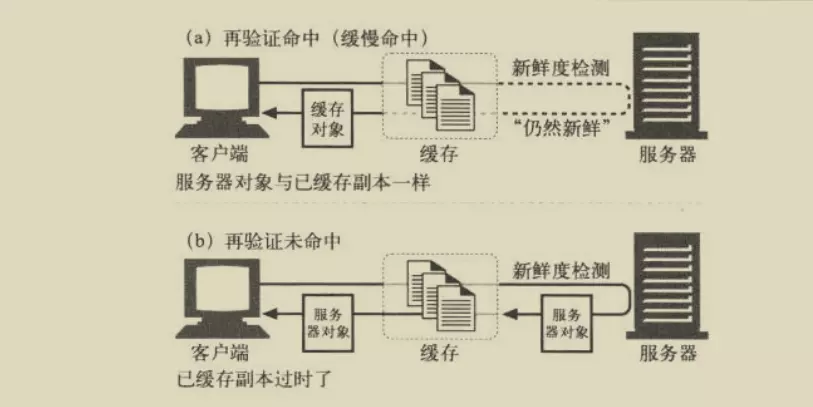 (a) 再验证命中（缓慢命中）
新鲜度检测
缓存
对象
“仍然新鲜”
客户端
缓存
服务器
服务器对象与已缓存副本一样
(b) 再验证未命中
新鲜度检测
服务
器对象
服务
器对象
客户端
缓存
服务器
已缓存副本过时了